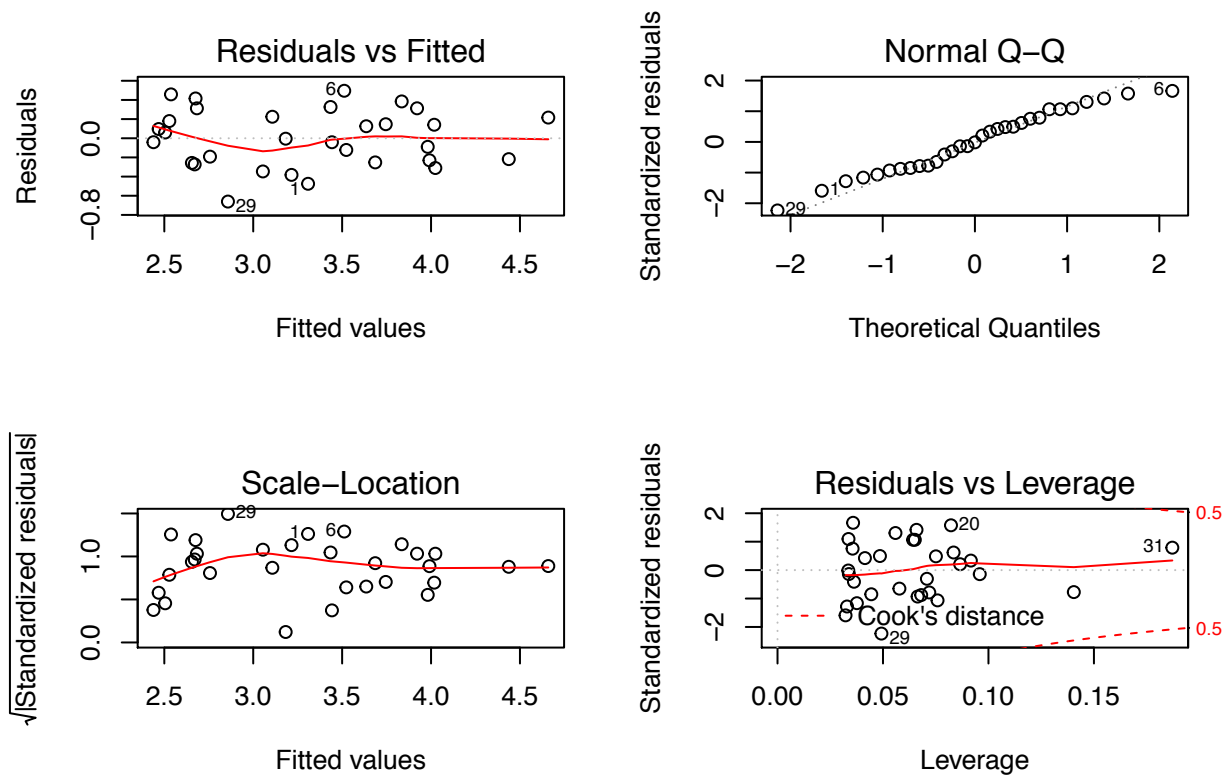 Residuals vs Fitted
Residuals
0.0
−0.8
6
1
29
2.5 3.0 3.5 4.0 4.5
Fitted values
Normal Q−Q
Standardized residuals
2
0
−2
6
1
29
−2 −1 0 1 2
Theoretical Quantiles
Scale−Location
√|Standardized residuals|
1.0
0.0
29
1
6
2.5 3.0 3.5 4.0 4.5
Fitted values
Residuals vs Leverage
Standardized residuals
2
0
−2
20
31
29
Cook's distance
0.5
0.5
0.00 0.05 0.10 0.15
Leverage